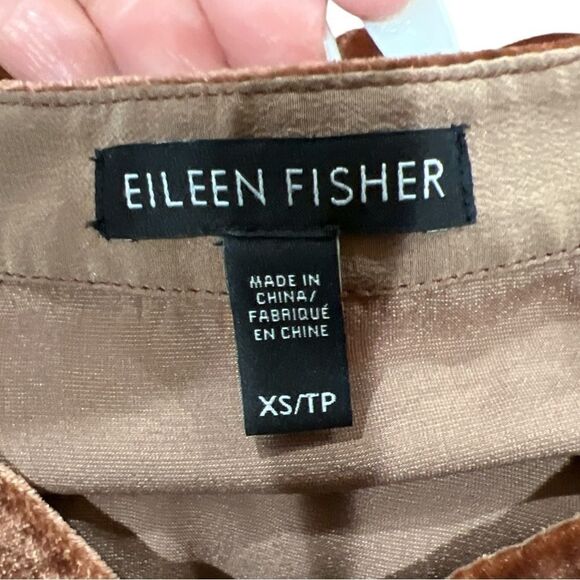 EILEEN FISHER
MADE IN
CHINA/
FABRIQUÉ
EN CHINE
XS/TP